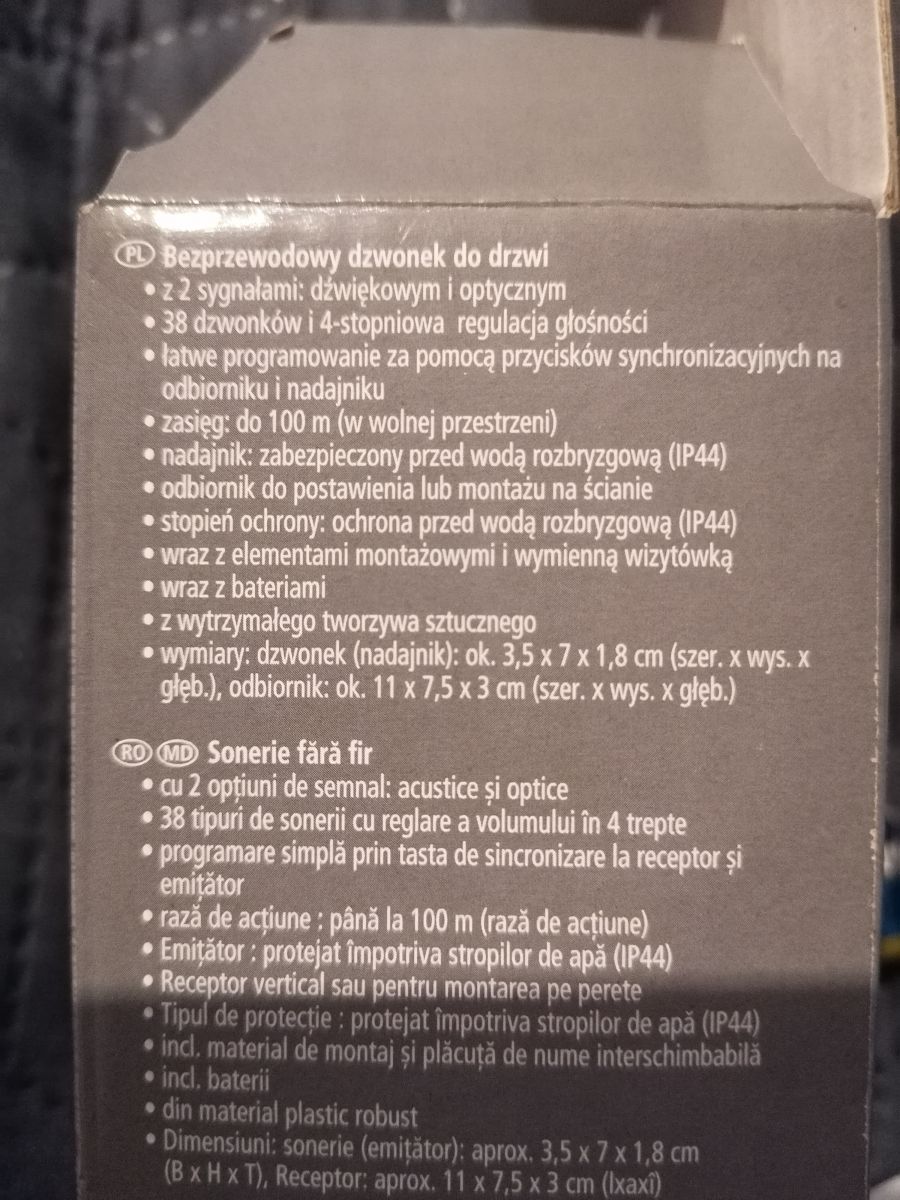 PL Bezprzewodowy dzwonek do drzwi
• z 2 sygnałami: dźwiękowym i optycznym
• 38 dzwonków i 4-stopniowa regulacja głośności
• łatwe programowanie za pomocą przycisków synchronizacyjnych na
odbiorniku i nadajniku
• zasięg: do 100 m (w wolnej przestrzeni)
• nadajnik: zabezpieczony przed wodą rozbryzgową (IP44)
• odbiornik do postawienia lub montażu na ścianie
• stopień ochrony: ochrona przed wodą rozbryzgową (IP44)
• wraz z elementami montażowymi i wymienną wizytówką
• wraz z bateriami
• z wytrzymałego tworzywa sztucznego
• wymiary: dzwonek (nadajnik): ok. 3,5 x 7 x 1,8 cm (szer. x wys. x
głęb.), odbiornik: ok. 11 x 7,5 x 3 cm (szer. x wys. x głęb.)
RO MD Sonerie fără fir
• cu 2 opțiuni de semnal: acustice și optice
• 38 tipuri de sonerii cu reglare a volumului în 4 trepte
• programare simplă prin tasta de sincronizare la receptor și
emițător
• rază de acțiune : până la 100 m (rază de acțiune)
• Emițător : protejat împotriva stropilor de apă (IP44)
• Receptor vertical sau pentru montarea pe perete
• Tipul de protecție : protejat împotriva stropilor de apă (IP44)
• incl. material de montaj și plăcuță de nume interschimbabilă
• incl. baterii
• din material plastic robust
• Dimensiuni: sonerie (emițător): aprox. 3,5 x 7 x 1,8 cm
(B x H x T), Receptor: aprox. 11 x 7,5 x 3 cm (lxaxî)